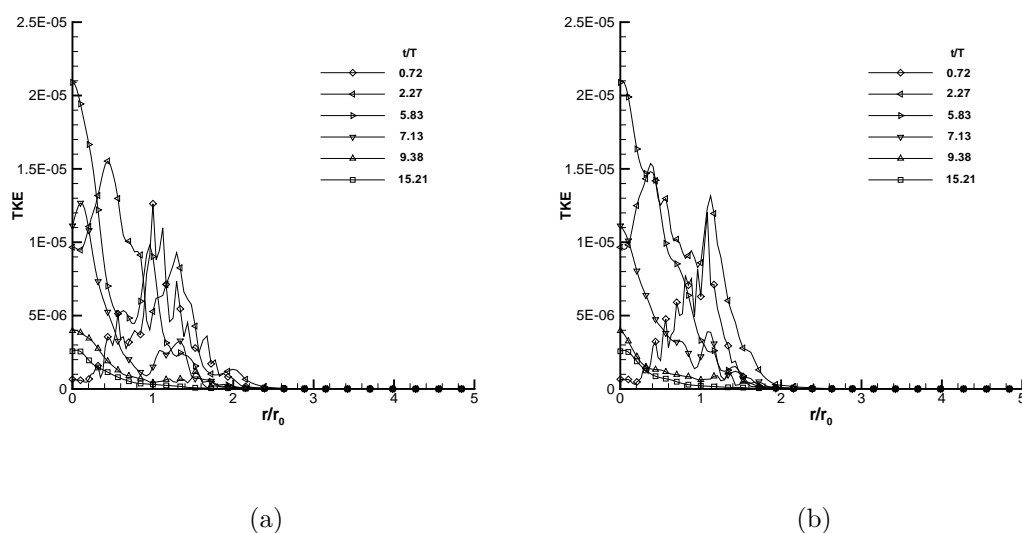 2.5E-05
2E-05
1.5E-05
1E-05
5E-06
0
TKE
0 1 2 3 4 5
r/r0
t/T
0.72
2.27
5.83
7.13
9.38
15.21
(a)
2.5E-05
2E-05
1.5E-05
1E-05
5E-06
0
TKE
0 1 2 3 4 5
r/r0
t/T
0.72
2.27
5.83
7.13
9.38
15.21
(b)